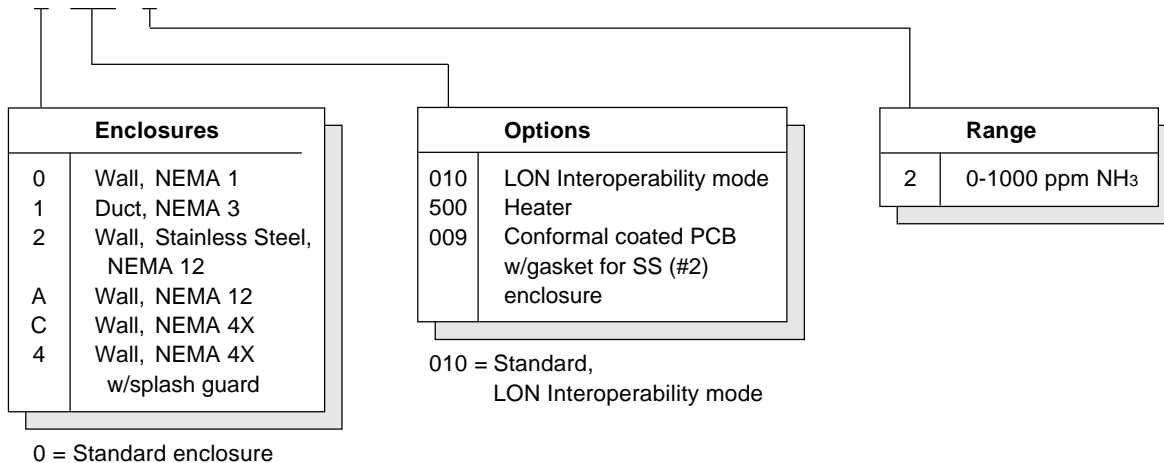 Enclosures
0 Wall, NEMA 1
1 Duct, NEMA 3
2 Wall, Stainless Steel,
NEMA 12
A Wall, NEMA 12
C Wall, NEMA 4X
4 Wall, NEMA 4X
w/splash guard
0 = Standard enclosure
Options
010 LON Interoperability mode
500 Heater
009 Conformal coated PCB
w/gasket for SS (#2)
enclosure
010 = Standard,
LON Interoperability mode
Range
2 0-1000 ppm NH3